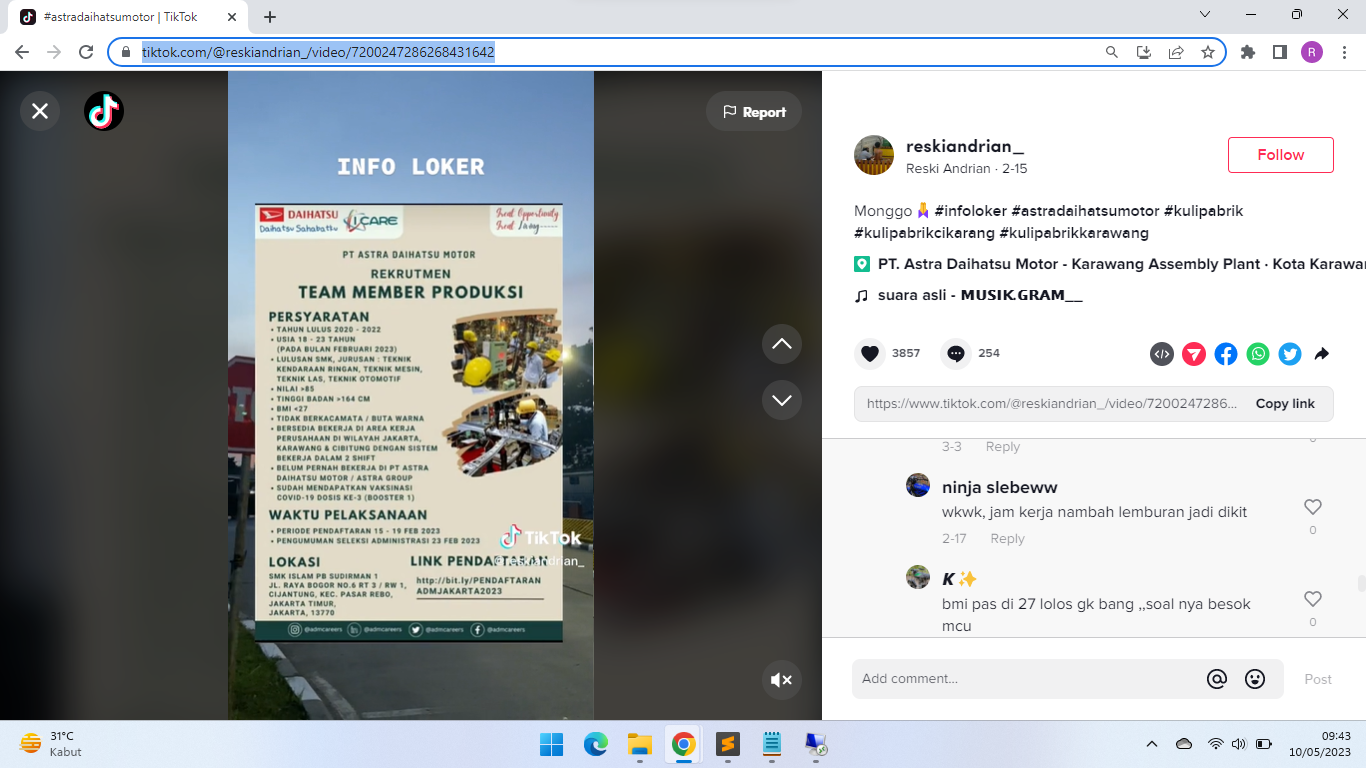 #astradaihatsumotor | TikTok
tiktok.com/@reskiandrian_/video/7200247286268431642
R
Report
INFO LOKER
DAIHATSU
Daihatsu Sahabatku
ICARE
Real Opportunity
Real Living
PT ASTRA DAIHATSU MOTOR
REKRUTMEN
TEAM MEMBER PRODUKSI
PERSYARATAN
• TAHUN LULUS 2020 - 2022
• USIA 18 - 23 TAHUN
(PADA BULAN FEBRUARI 2023)
• LULUSAN SMK, JURUSAN : TEKNIK
KENDARAAN RINGAN, TEKNIK MESIN,
TEKNIK LAS, TEKNIK OTOMOTIF
• NILAI >85
• TINGGI BADAN >164 CM
• BMI <27
• TIDAK BERKACAMATA / BUTA WARNA
• BERSEDIA BEKERJA DI AREA KERJA
PERUSAHAAN DI WILAYAH JAKARTA,
KARAWANG & CIBITUNG DENGAN SISTEM
BEKERJA DALAM 2 SHIFT
• BELUM PERNAH BEKERJA DI PT ASTRA
DAIHATSU MOTOR / ASTRA GROUP
• SUDAH MENDAPATKAN VAKSINASI
COVID-19 DOSIS KE-3 (BOOSTER 1)
WAKTU PELAKSANAAN
• PERIODE PENDAFTARAN 15 - 19 FEB 2023
• PENGUMUMAN SELEKSI ADMINISTRASI 23 FEB 2023
TikTok
@reskiandrian_
LOKASI
SMK ISLAM PB SUDIRMAN 1
JL. RAYA BOGOR NO.6 RT 3 / RW 1,
CIJANTUNG, KEC. PASAR REBO,
JAKARTA TIMUR,
JAKARTA, 13770
LINK PENDAFTARAN
http://bit.ly/PENDAFTARAN
ADMJAKARTA2023
@admcareers @admcareers @admcareers @admcareers
reskiandrian_
Reski Andrian · 2-15
Follow
Monggo #infoloker #astradaihatsumotor #kulipabrik
#kulipabrikcikarang #kulipabrikkarawang
PT. Astra Daihatsu Motor - Karawang Assembly Plant · Kota Karawa
suara asli - MUSIK.GRAM__
3857
254
https://www.tiktok.com/@reskiandrian_/video/7200247286...
Copy link
3-3 Reply
ninja slebeww
wkwk, jam kerja nambah lemburan jadi dikit
0
2-17 Reply
K✨
bmi pas di 27 lolos gk bang ,,soal nya besok
mcu
0
Add comment...
Post
31°C
Kabut
09:43
10/05/2023